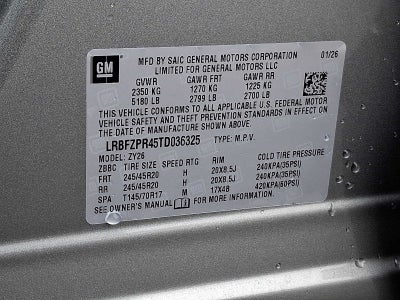 GM
MFD BY SAIC GENERAL MOTORS CORPORATION 01/26
LIMITED FOR GENERAL MOTORS LLC
GVWR GAWR FRT GAWR RR
2350 KG 1270 KG 1225 KG
5180 LB 2799 LB 2700 LB
THIS VEHICLE CONFORMS TO ALL APPLICABLE U.S. FEDERAL MOTOR
VEHICLE SAFETY AND THEFT PREVENTION STANDARDS IN EFFECT ON
THE DATE OF MANUFACTURE SHOWN ABOVE.
LRBFZPR45TD036325 TYPE: M.P.V.
MODEL: ZY26
ZBBC TIRE SIZE SPEED RTG RIM COLD TIRE PRESSURE
FRT 245/45R20 H 20X8.5J 240KPA(35PSI)
RR 245/45R20 H 20X8.5J 240KPA(35PSI)
SPA T145/70R17 M 17X4B 420KPA(60PSI)
SEE OWNER'S MANUAL FOR MORE INFORMATION.